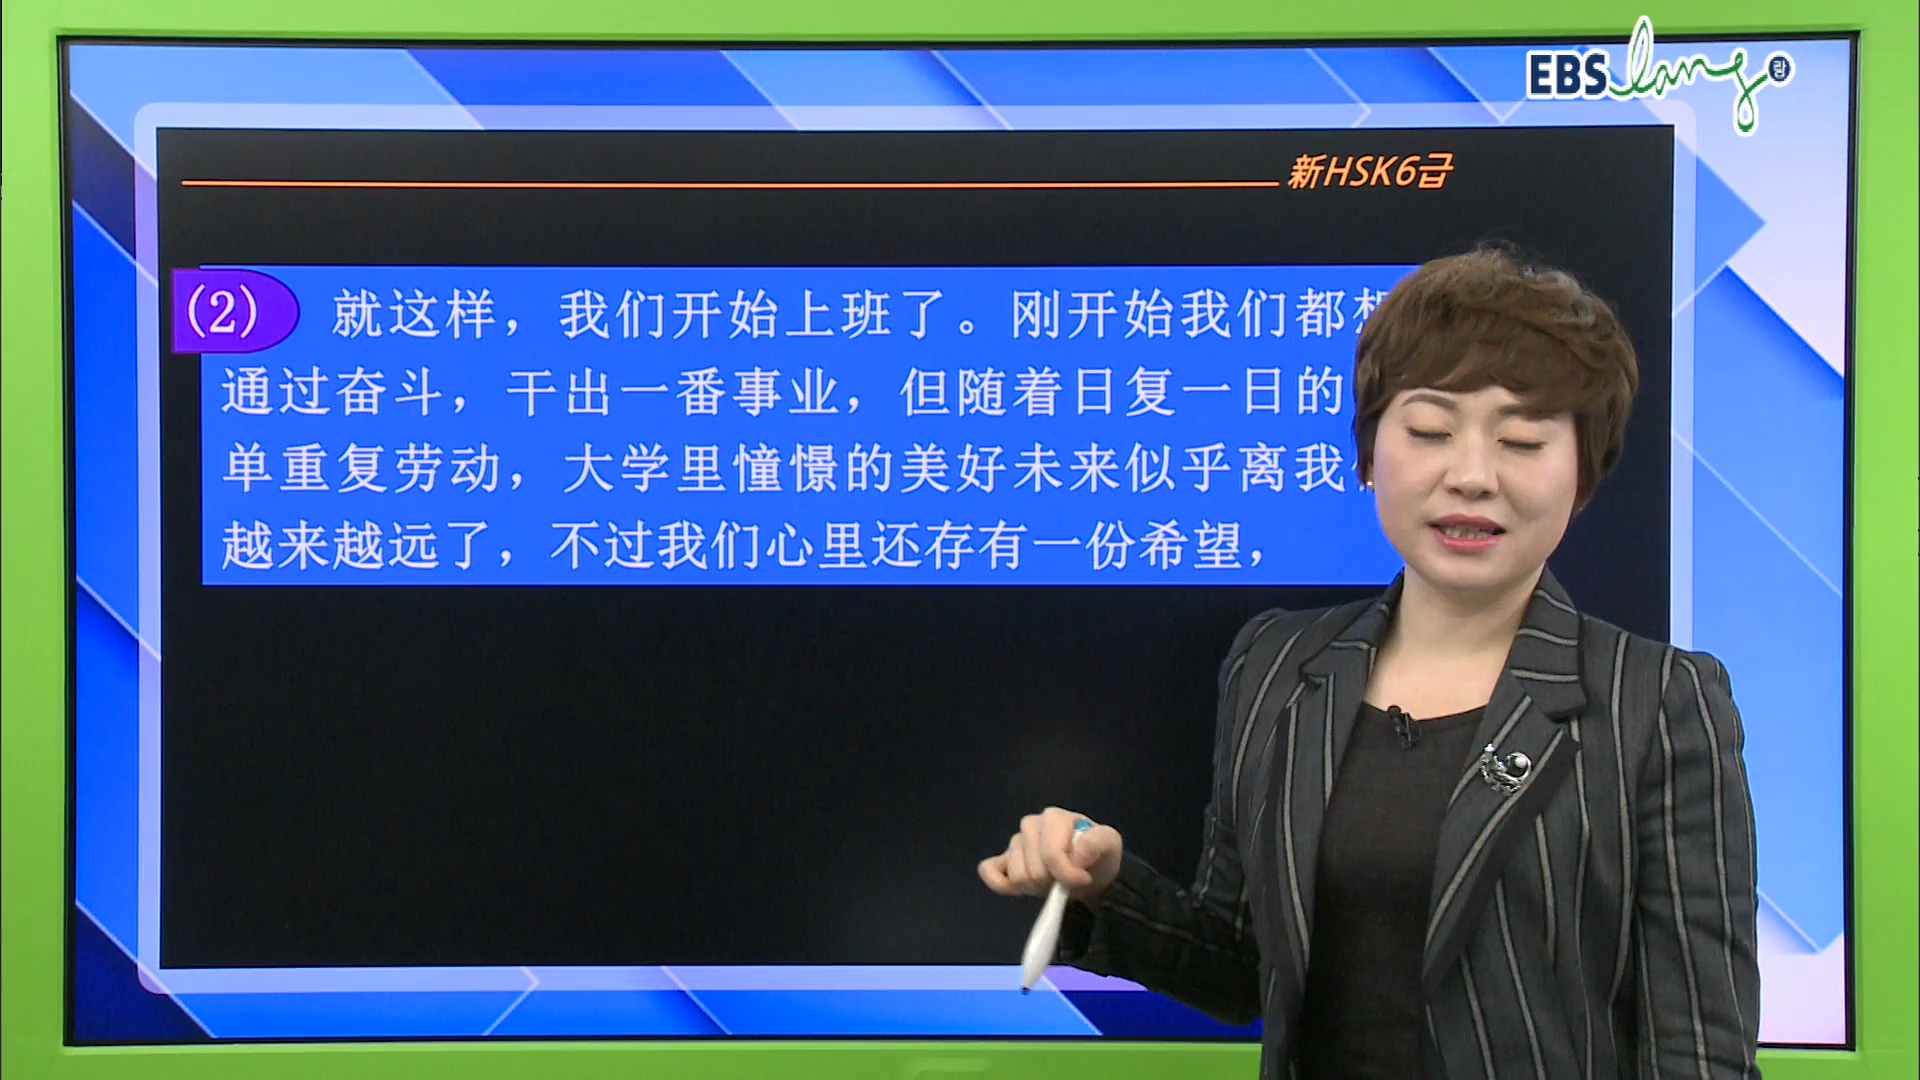 EBS lang 랑
新HSK6급
(2) 就这样，我们开始上班了。刚开始我们都想
通过奋斗，干出一番事业，但随着日复一日的
单重复劳动，大学里憧憬的美好未来似乎离我们
越来越远了，不过我们心里还存有一份希望，